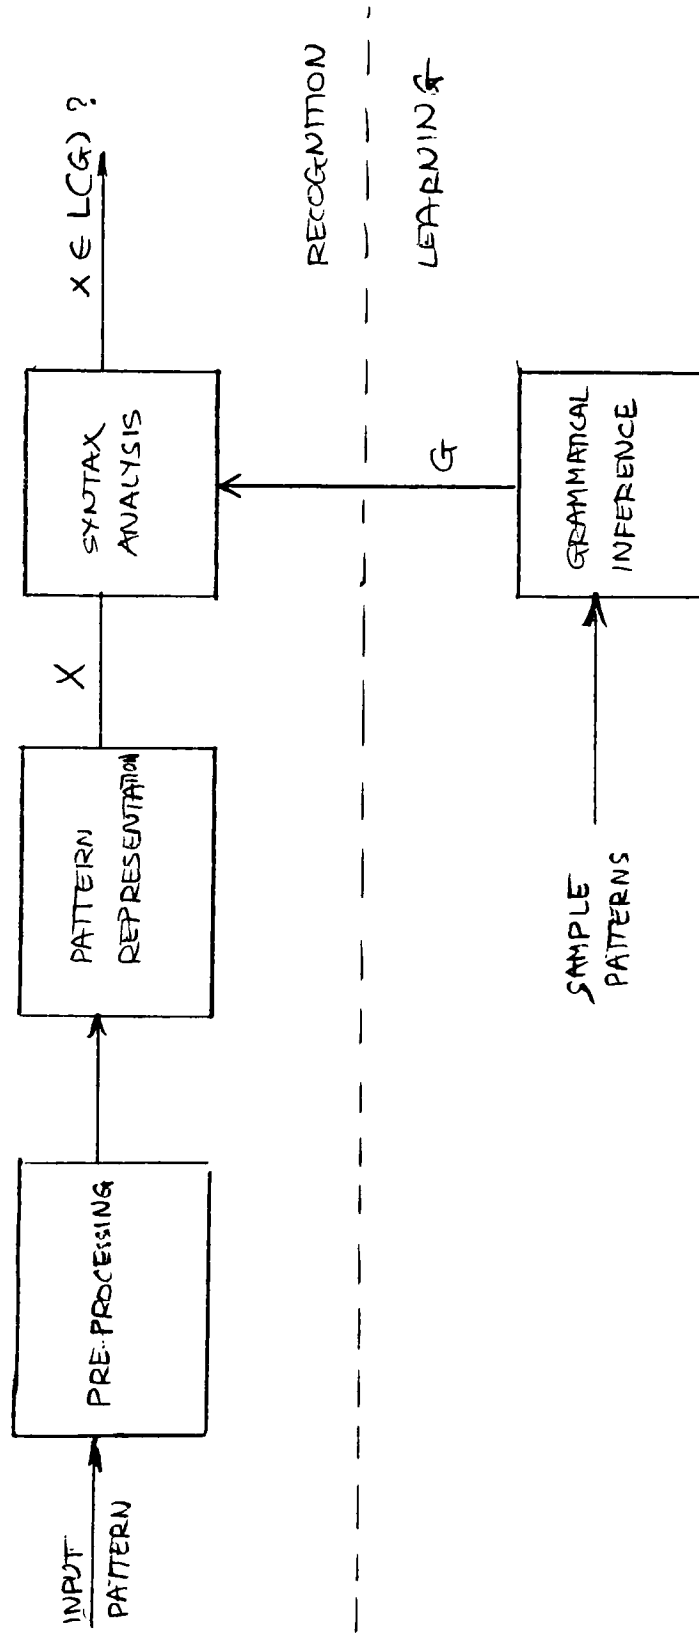 INPUT
PATTERN
PRE-PROCESSING
PATTERN
REPRESENTATION
X
SYNTAX
ANALYSIS
X ∈ L(G) ?
RECOGNITION
LEARNING
G
SAMPLE
PATTERNS
GRAMMATICAL
INFERENCE